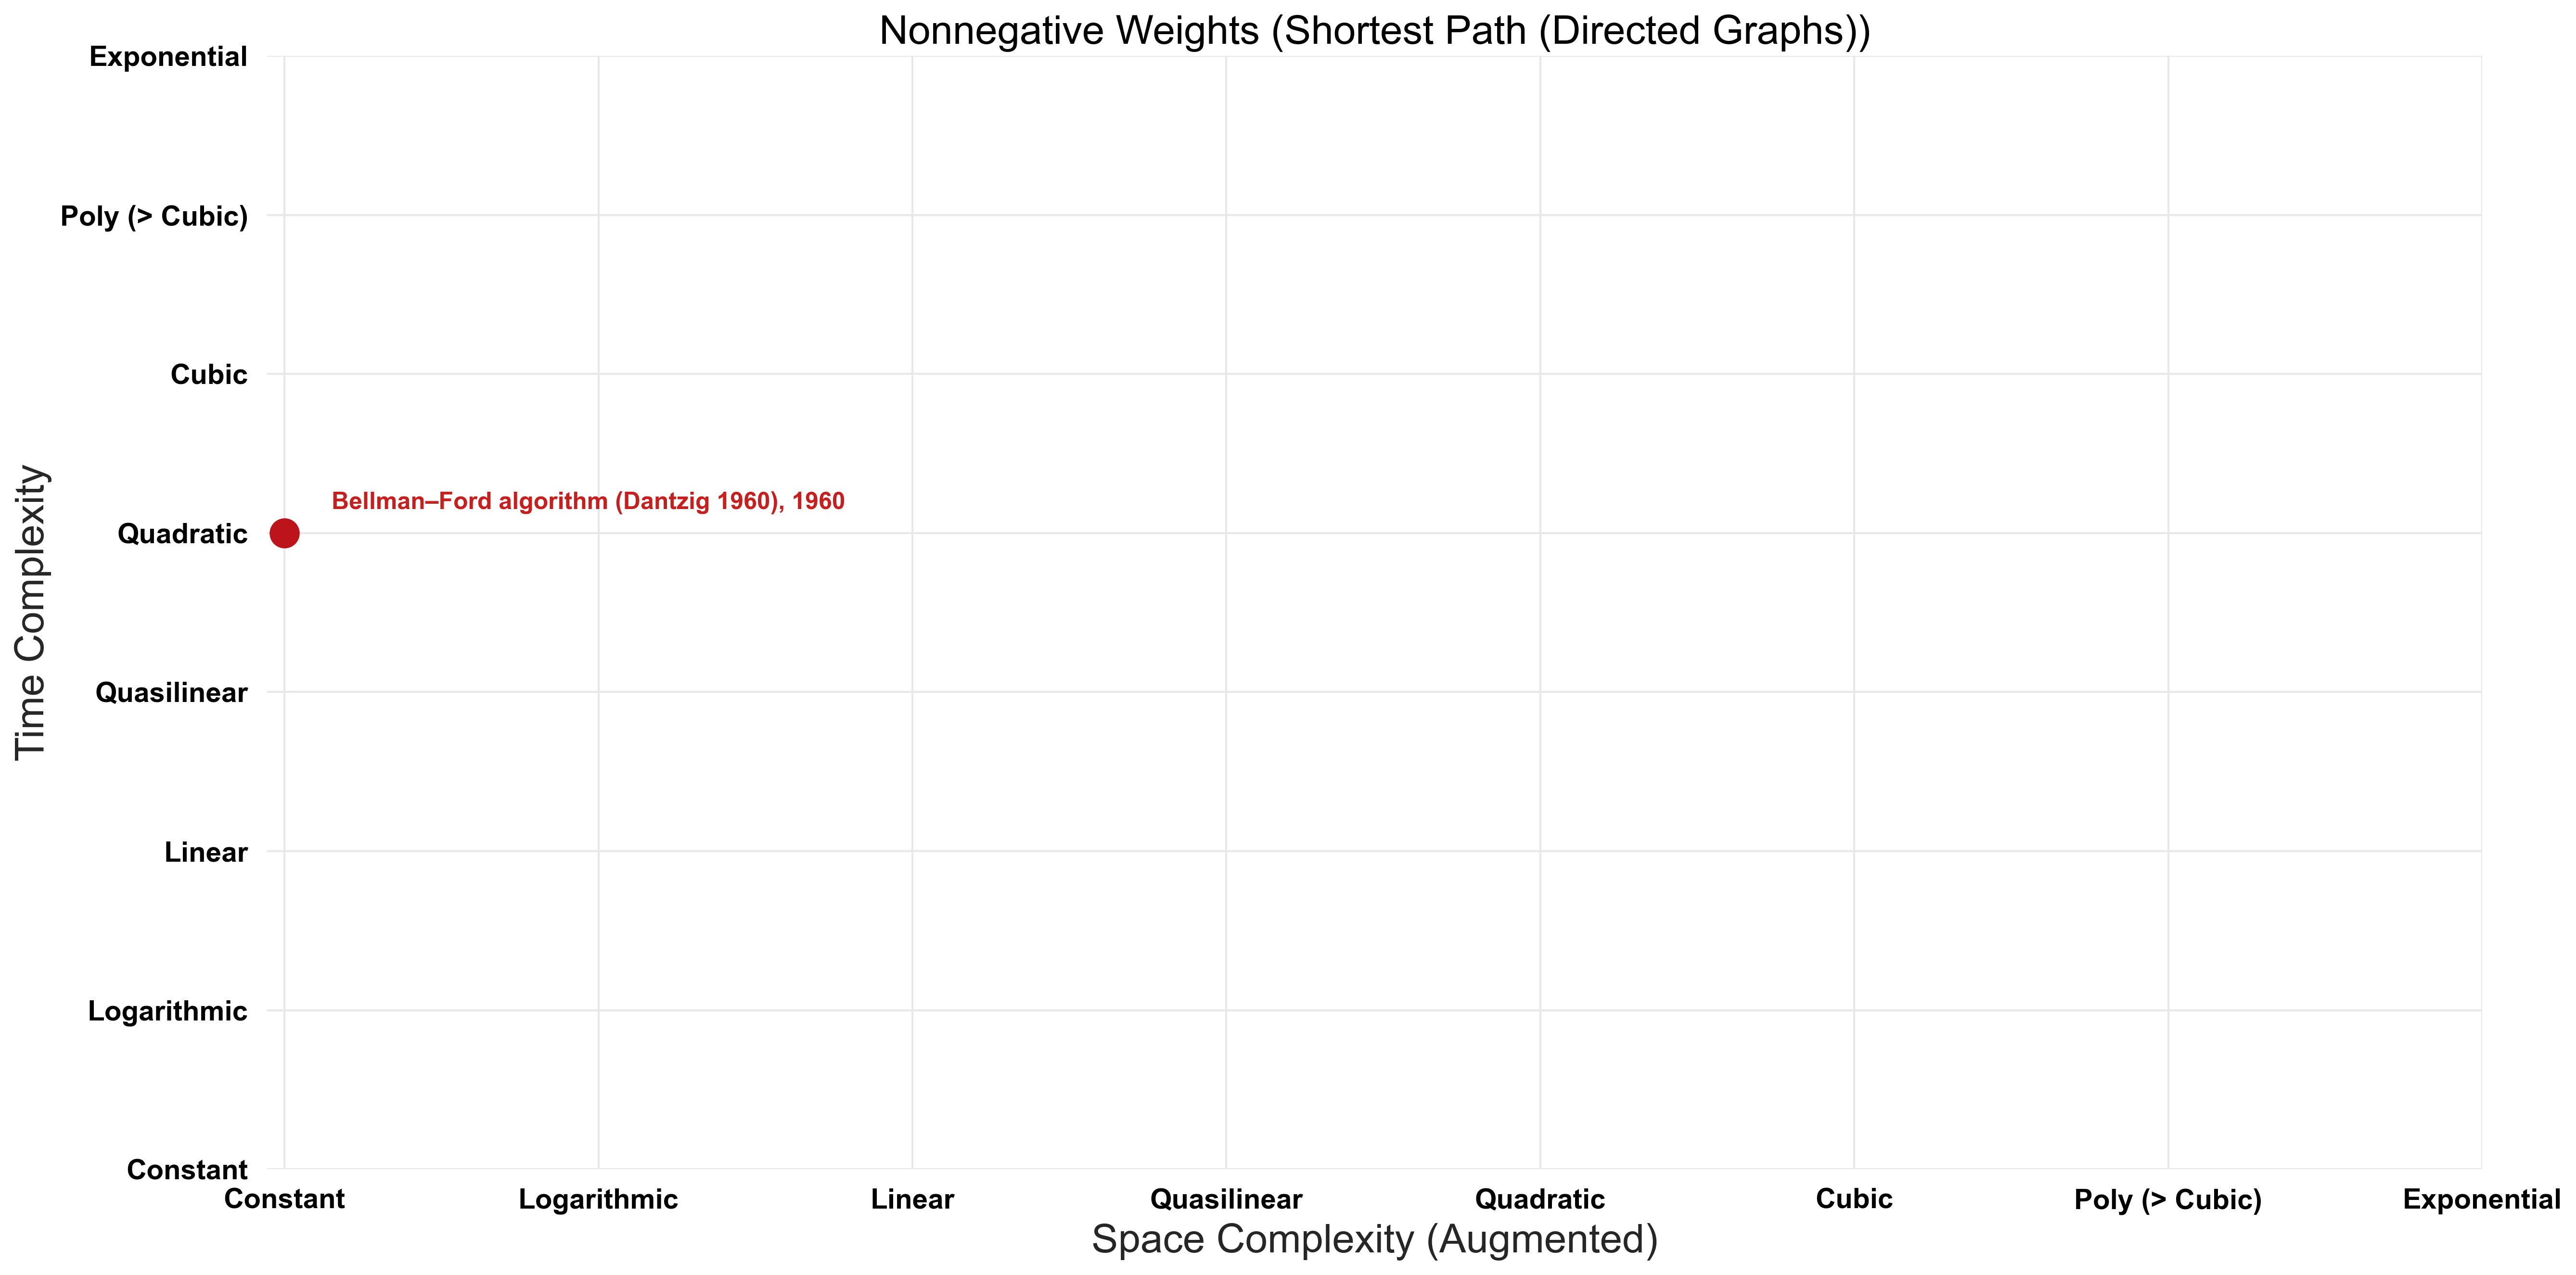 Nonnegative Weights (Shortest Path (Directed Graphs))
Time Complexity
Exponential
Poly (> Cubic)
Cubic
Quadratic
Quasilinear
Linear
Logarithmic
Constant
Bellman–Ford algorithm (Dantzig 1960), 1960
Constant Logarithmic Linear Quasilinear Quadratic Cubic Poly (> Cubic) Exponential
Space Complexity (Augmented)